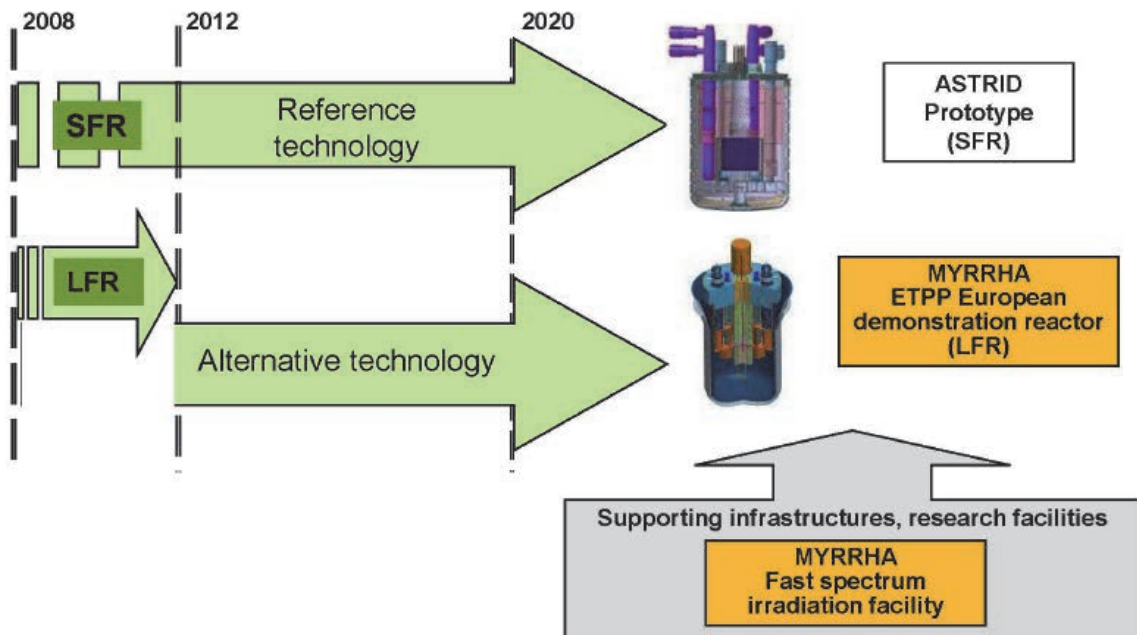 2008
2012
2020
SFR
Reference
technology
ASTRID
Prototype
(SFR)
LFR
Alternative technology
MYRRHA
ETPP European
demonstration reactor
(LFR)
Supporting infrastructures, research facilities
MYRRHA
Fast spectrum
irradiation facility